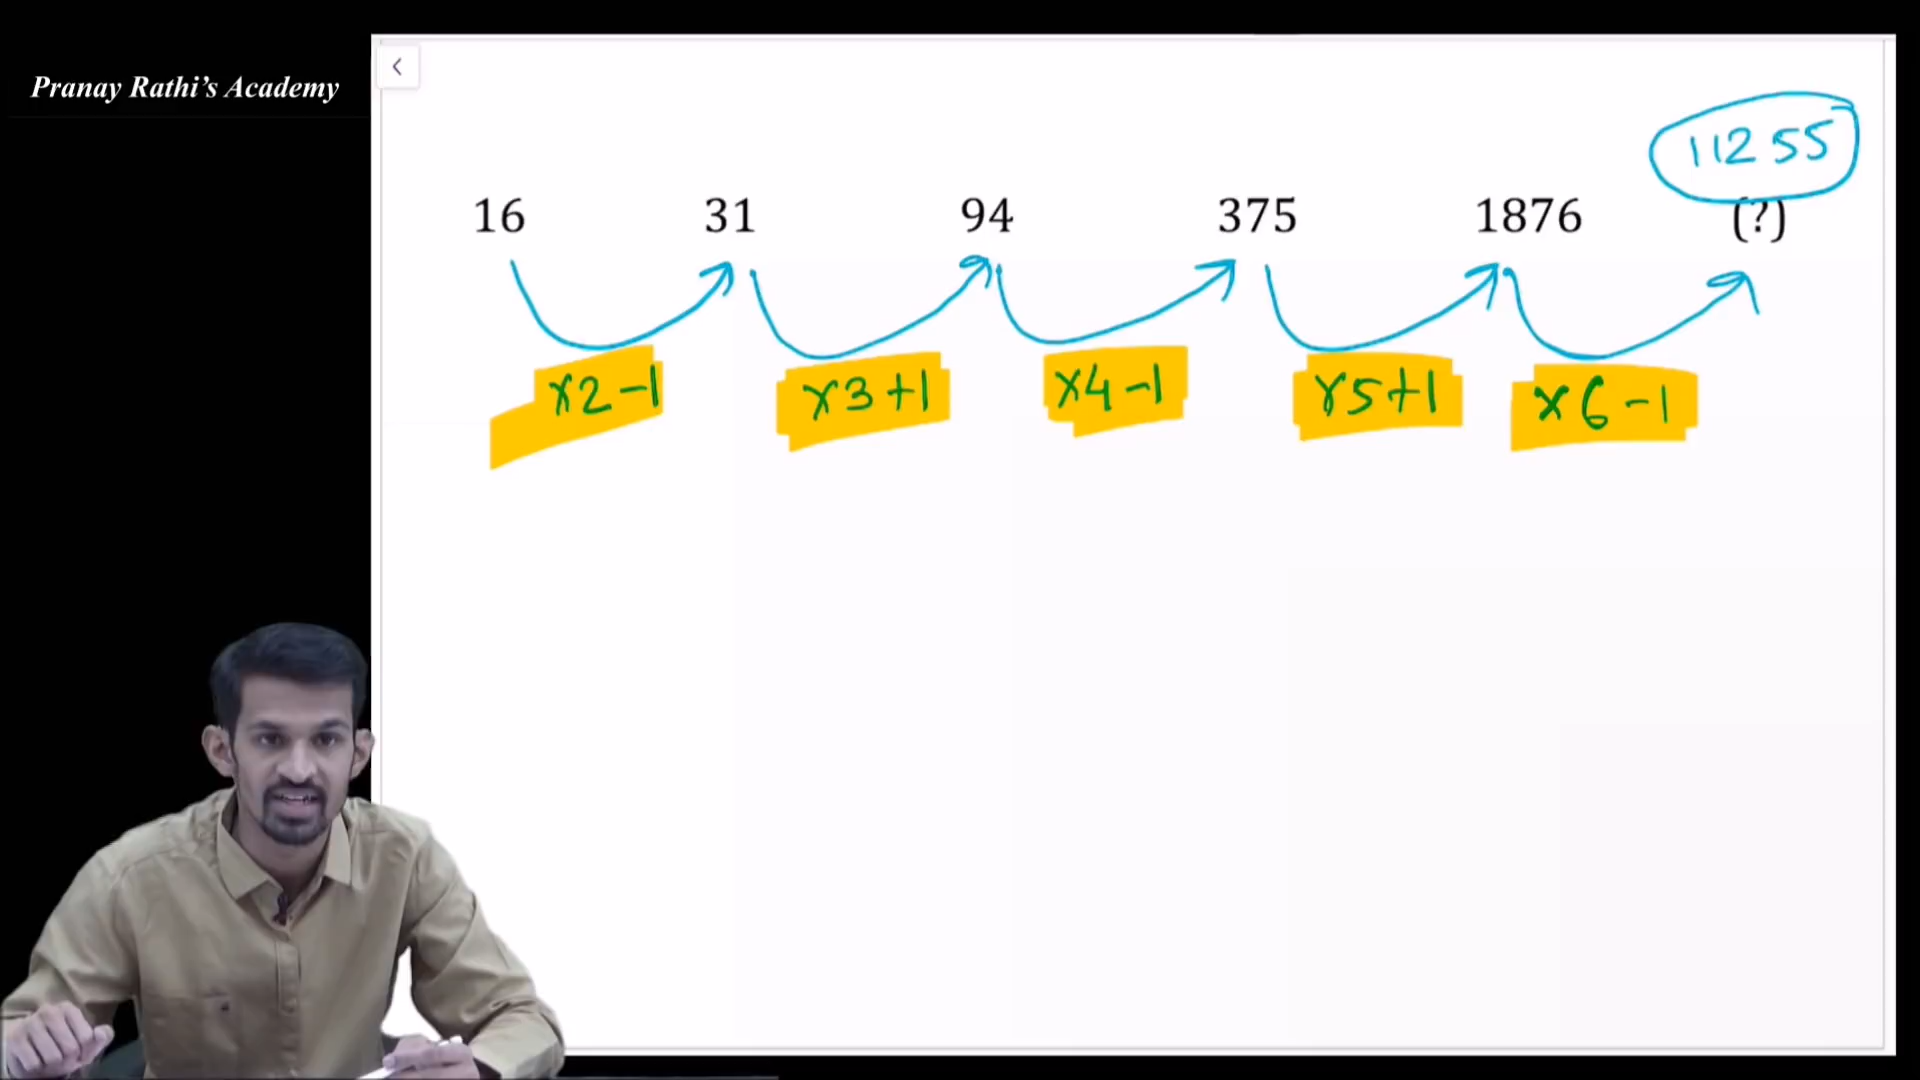 Pranay Rathi's Academy
11255
16 31 94 375 1876 (?)
x2-1 x3+1 x4-1 x5+1 x6-1